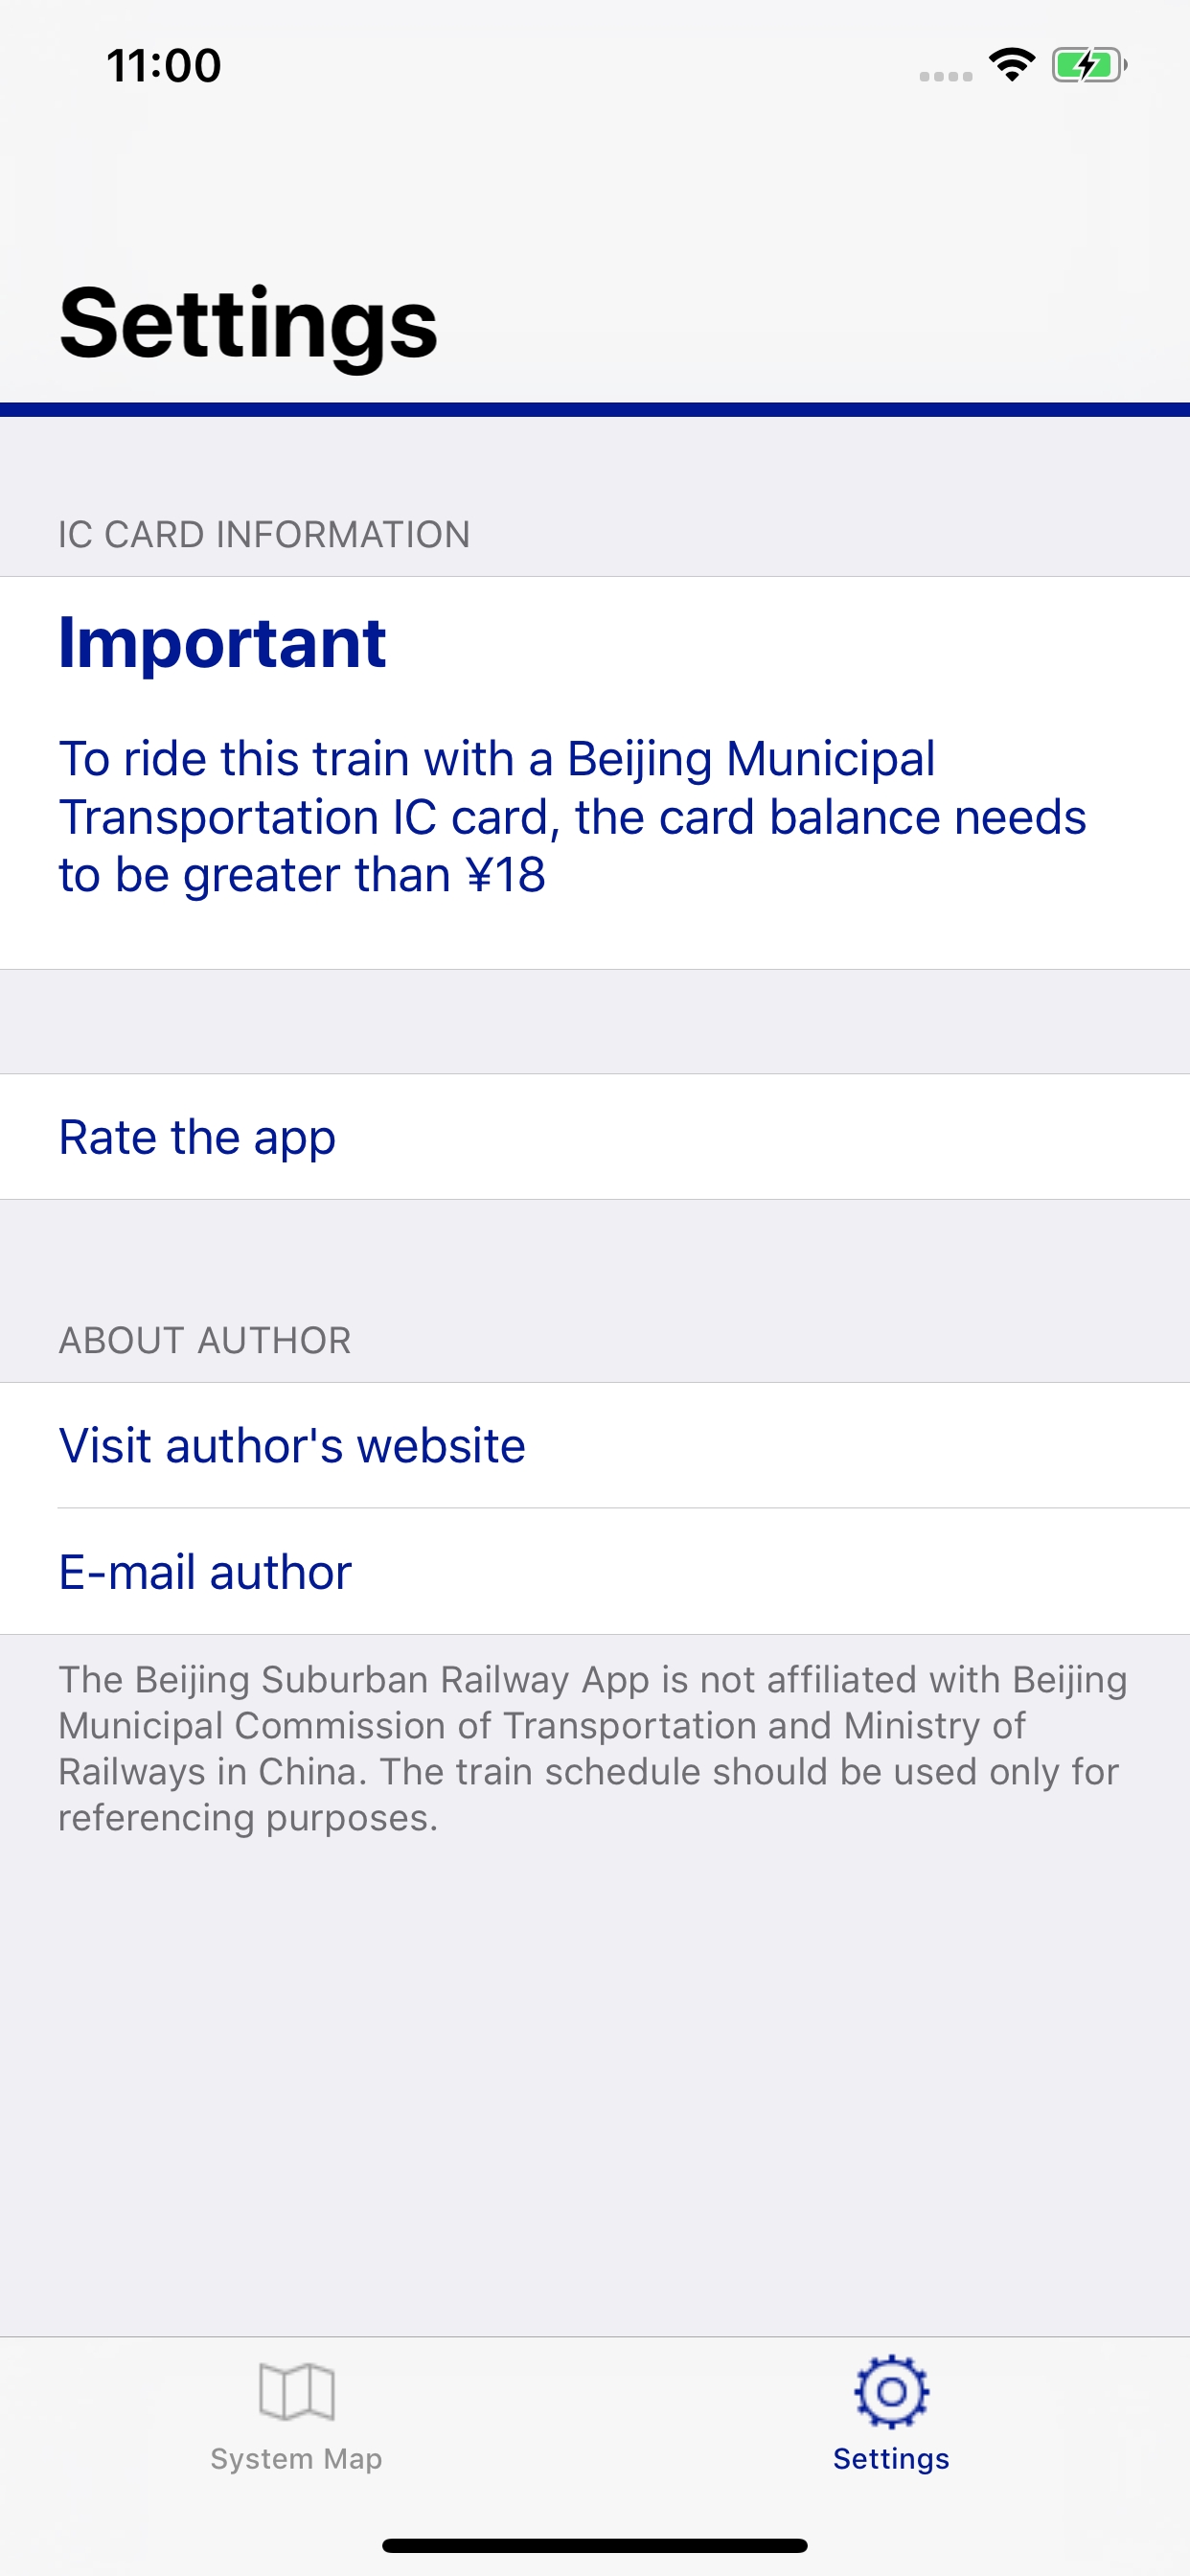 11:00
Settings
IC CARD INFORMATION
Important
To ride this train with a Beijing Municipal
Transportation IC card, the card balance needs
to be greater than ¥18
Rate the app
ABOUT AUTHOR
Visit author's website
E-mail author
The Beijing Suburban Railway App is not affiliated with Beijing
Municipal Commission of Transportation and Ministry of
Railways in China. The train schedule should be used only for
referencing purposes.
System Map
Settings